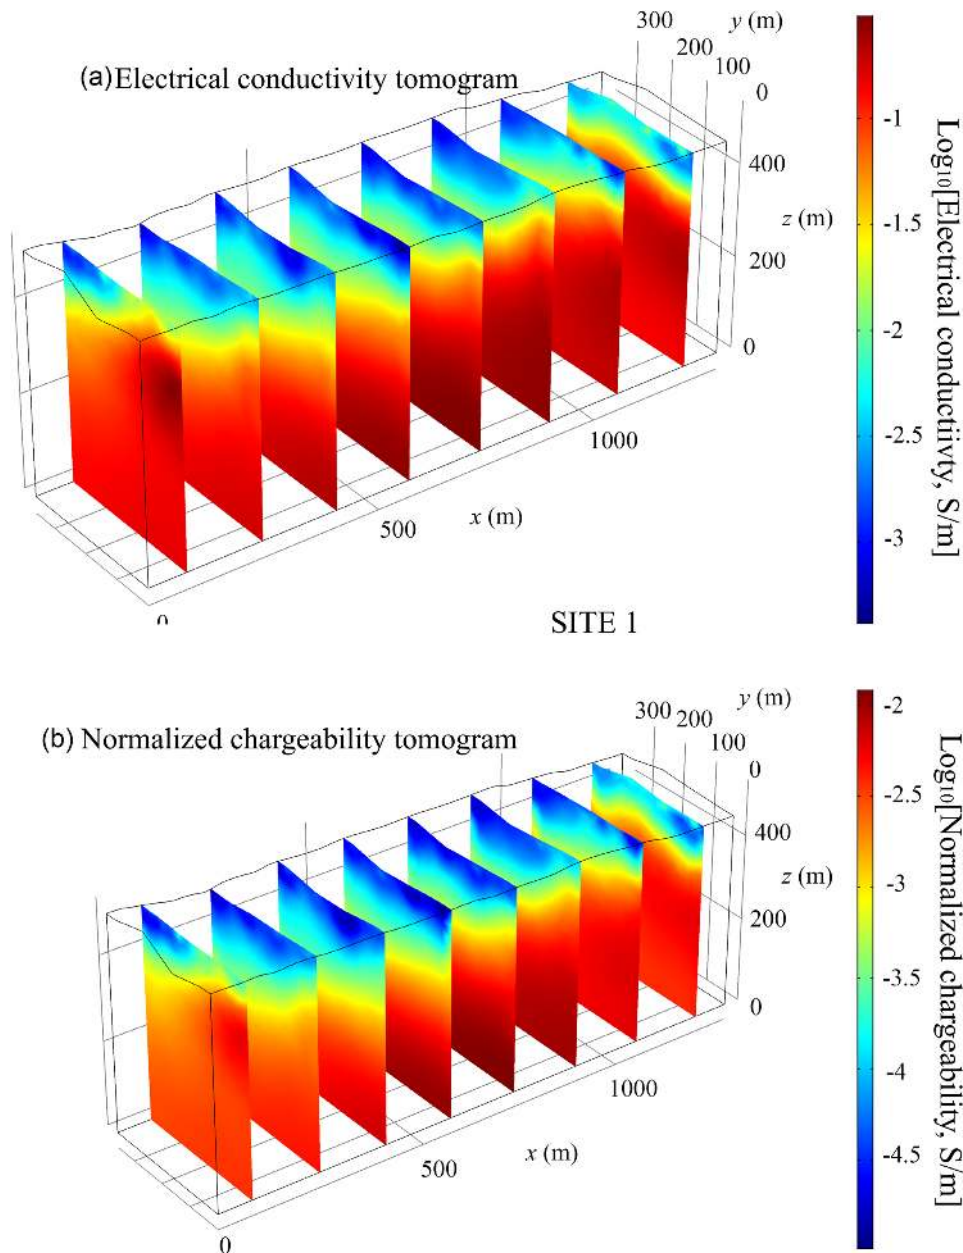 y (m)
300
200
100
0
(a) Electrical conductivity tomogram
400
z (m)
200
0
1000
x (m)
500
0
-1
-1.5
-2
-2.5
-3
Log10[Electrical conductiivty, S/m]
SITE 1
y (m)
300
200
100
0
(b) Normalized chargeability tomogram
400
z (m)
200
0
1000
x (m)
500
0
-2
-2.5
-3
-3.5
-4
-4.5
Log10[Normalized chargeability, S/m]